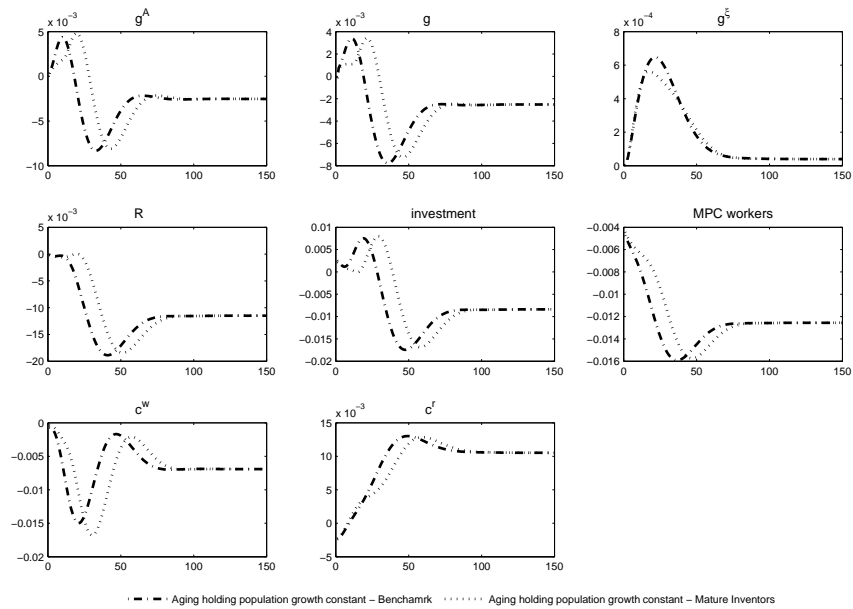 g^A
x 10^−3
5
0
−5
−10
0 50 100 150
g
x 10^−3
4
2
0
−2
−4
−6
−8
0 50 100 150
g^ξ
x 10^−4
8
6
4
2
0
0 50 100 150
R
x 10^−3
5
0
−5
−10
−15
−20
0 50 100 150
investment
0.01
0.005
0
−0.005
−0.01
−0.015
−0.02
0 50 100 150
MPC workers
−0.004
−0.006
−0.008
−0.01
−0.012
−0.014
−0.016
0 50 100 150
c^w
0
−0.005
−0.01
−0.015
−0.02
0 50 100 150
c^r
x 10^−3
15
10
5
0
−5
0 50 100 150
Aging holding population growth constant − Benchamrk
Aging holding population growth constant − Mature Inventors